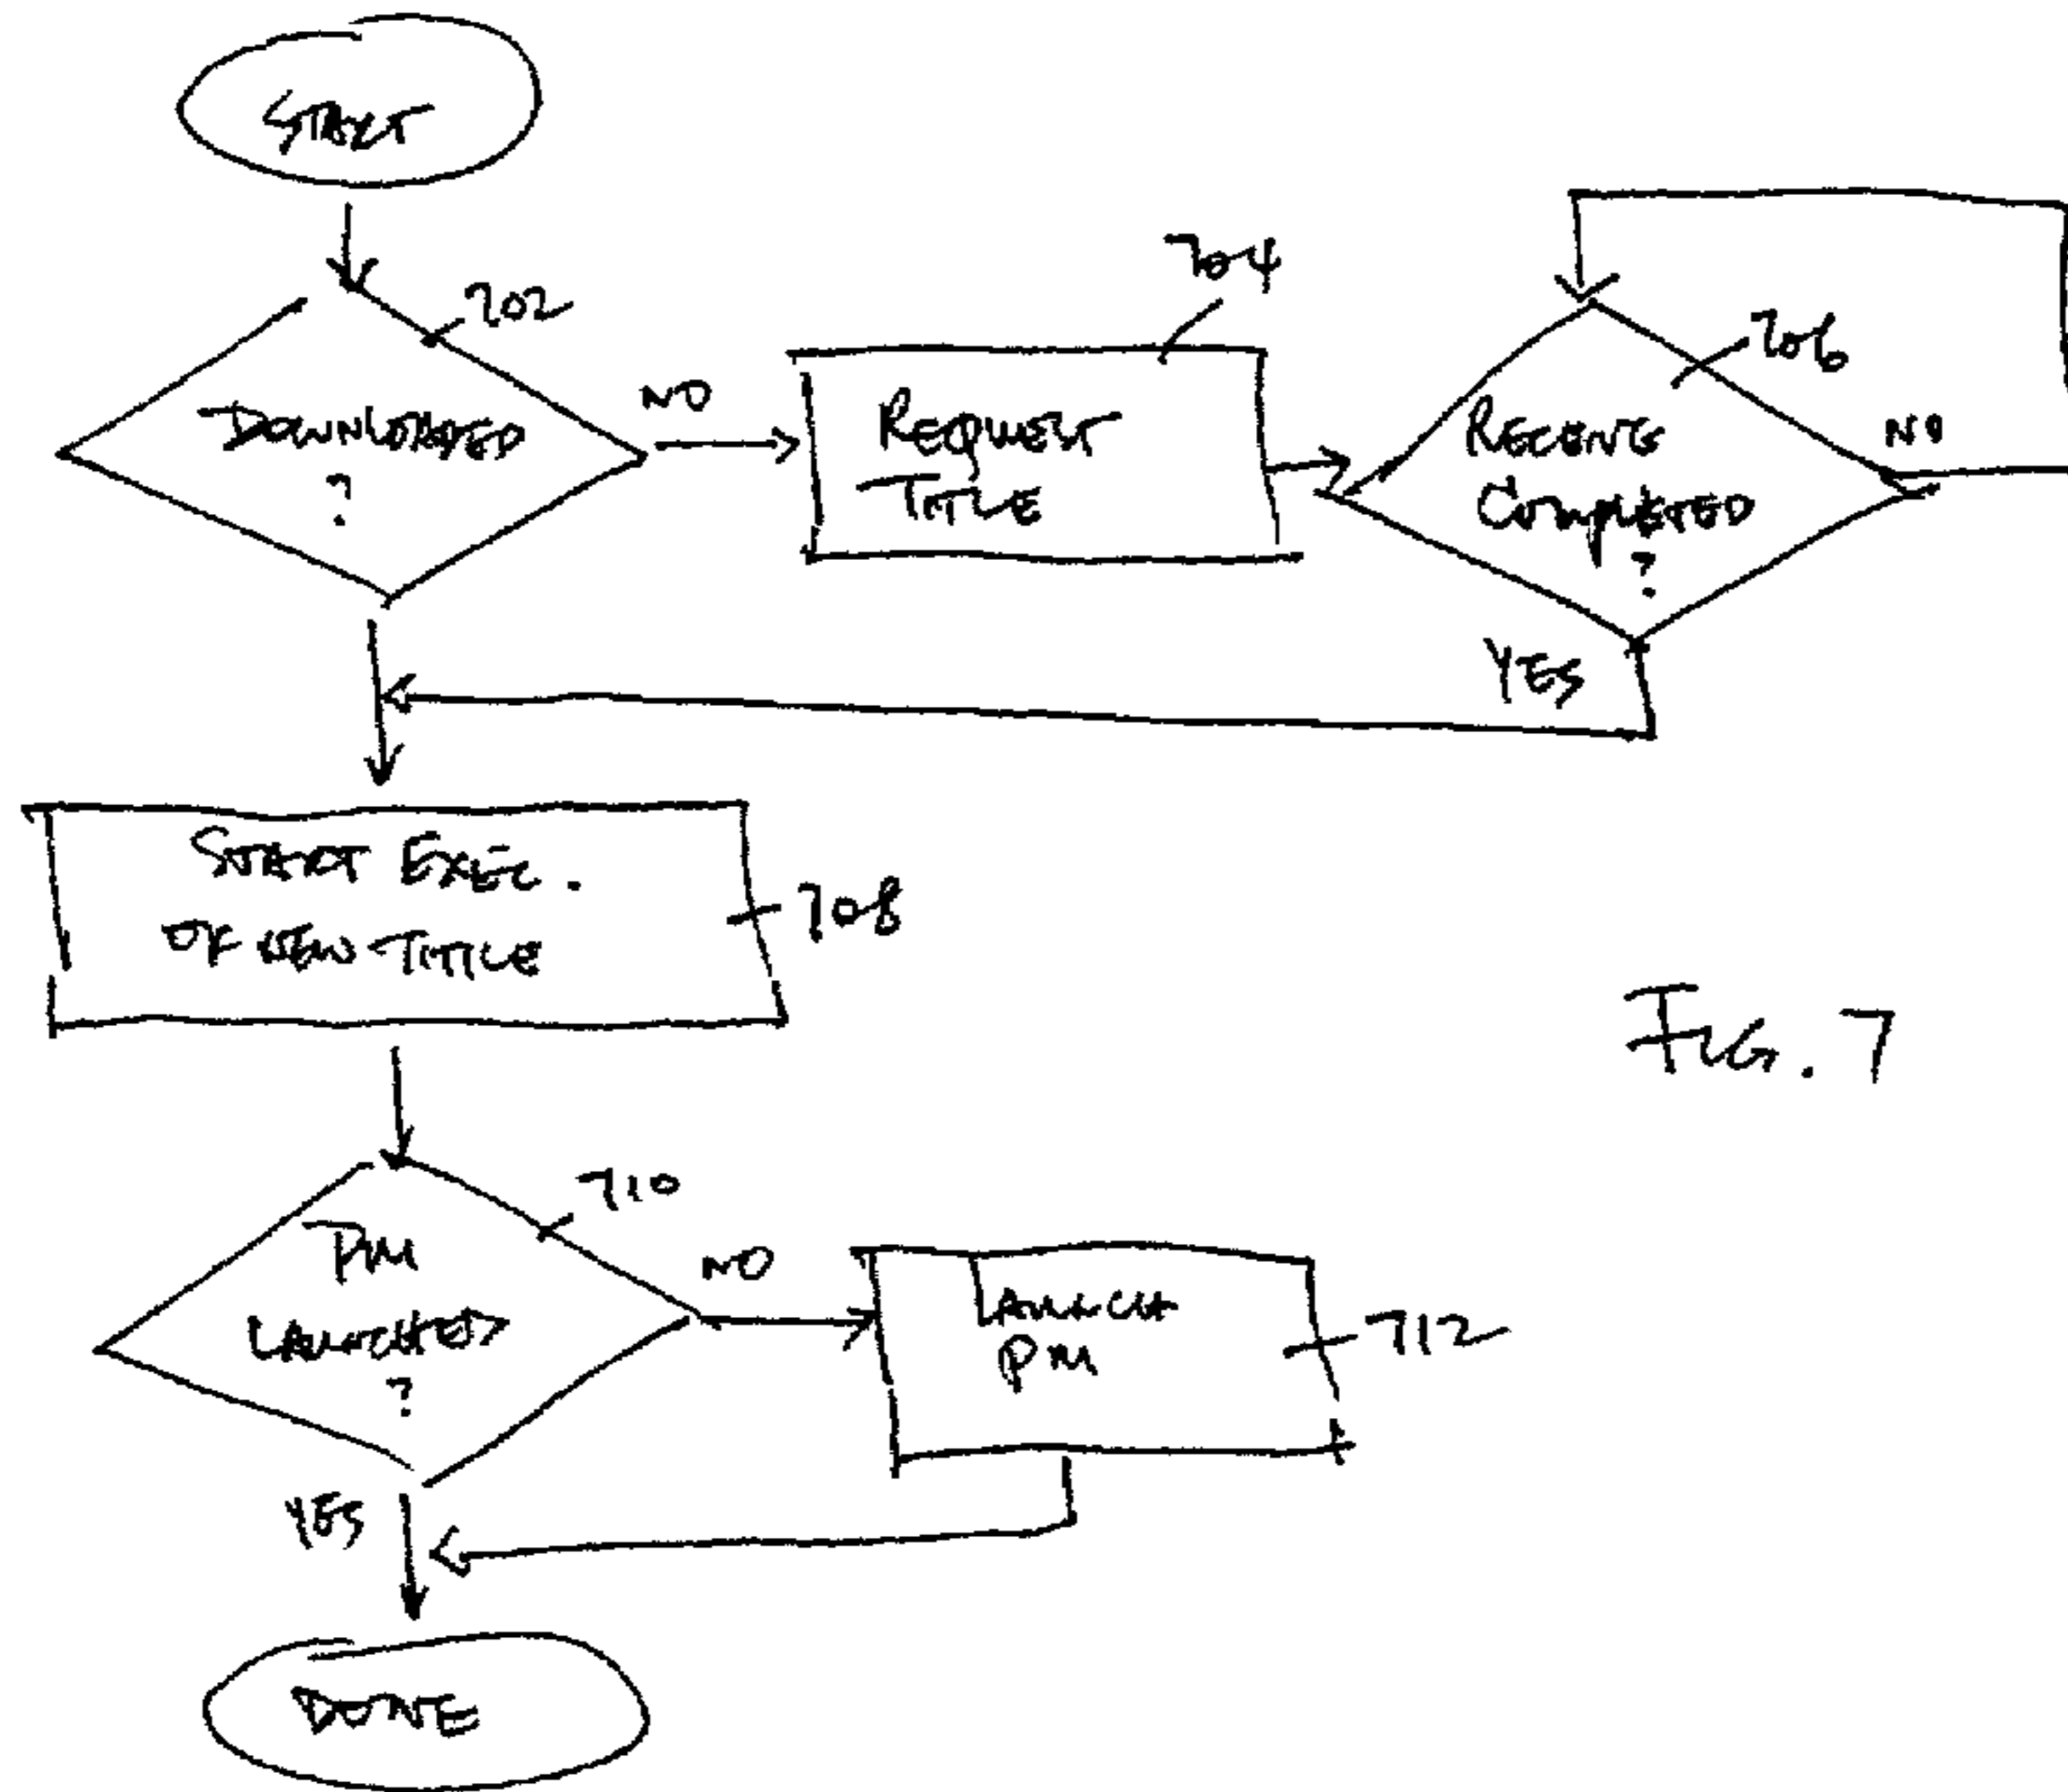 START
702
DOWNLOADED
?
NO
704
REQUEST
TITLE
706
RECEIVE
COMPLETED
?
NO
YES
START EXEC.
OF NEW TITLE
708
FIG. 7
710
PM
LAUNCHED
?
NO
LAUNCH
PM
712
YES
DONE